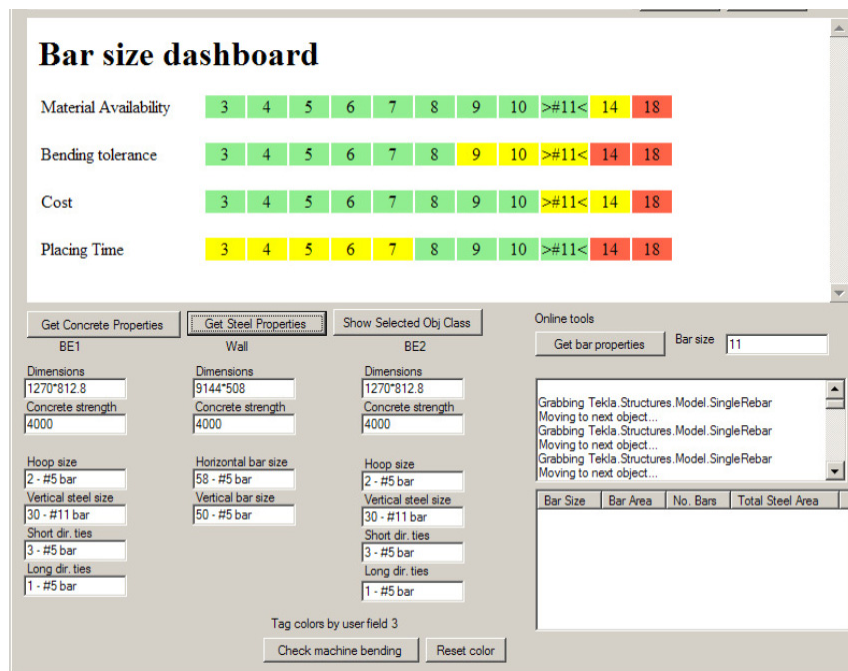 Bar size dashboard
Material Availability 3 4 5 6 7 8 9 10 >#11< 14 18
Bending tolerance 3 4 5 6 7 8 9 10 >#11< 14 18
Cost 3 4 5 6 7 8 9 10 >#11< 14 18
Placing Time 3 4 5 6 7 8 9 10 >#11< 14 18
Get Concrete Properties Get Steel Properties Show Selected Obj Class
BE1 Wall BE2
Dimensions Dimensions Dimensions
1270*812.8 9144*508 1270*812.8
Concrete strength Concrete strength Concrete strength
4000 4000 4000
Hoop size Horizontal bar size Hoop size
2 - #5 bar 58 - #5 bar 2 - #5 bar
Vertical steel size Vertical bar size Vertical steel size
30 - #11 bar 50 - #5 bar 30 - #11 bar
Short dir. ties Short dir. ties
3 - #5 bar 3 - #5 bar
Long dir. ties Long dir. ties
1 - #5 bar 1 - #5 bar
Tag colors by user field 3
Check machine bending Reset color
Online tools
Get bar properties Bar size 11
Grabbing Tekla.Structures.Model.SingleRebar
Moving to next object...
Grabbing Tekla.Structures.Model.SingleRebar
Moving to next object...
Grabbing Tekla.Structures.Model.SingleRebar
Moving to next object...
Bar Size Bar Area No. Bars Total Steel Area